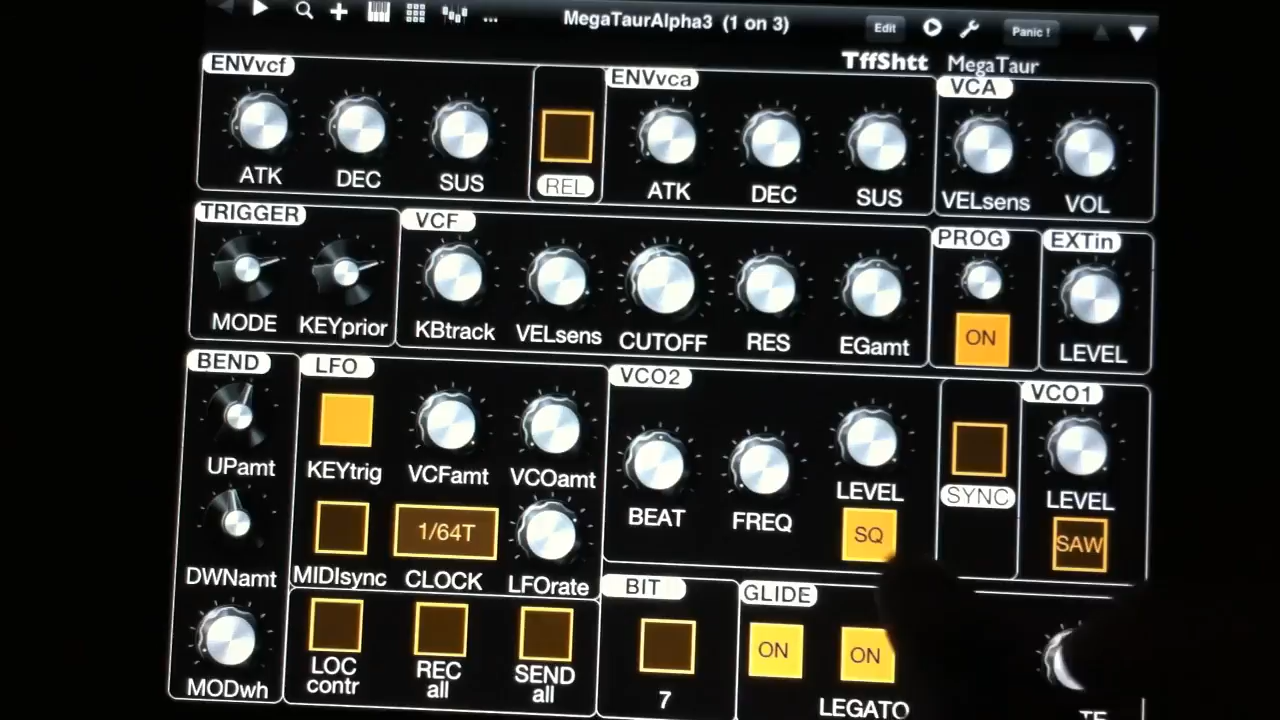 MegaTaurAlpha3 (1 on 3)
Edit
Panic !
TffShtt MegaTaur
ENVvcf
ATK
DEC
SUS
REL
ENVvca
ATK
DEC
SUS
VCA
VELsens
VOL
TRIGGER
MODE
KEYprior
VCF
KBtrack
VELsens
CUTOFF
RES
EGamt
PROG
ON
EXTin
LEVEL
BEND
UPamt
DWNamt
MODwh
LFO
KEYtrig
VCFamt
VCOamt
MIDIsync
1/64T
CLOCK
LFOrate
LOC
contr
REC
all
SEND
all
VCO2
BEAT
FREQ
LEVEL
SQ
SYNC
VCO1
LEVEL
SAW
BIT
7
GLIDE
ON
ON
LEGATO